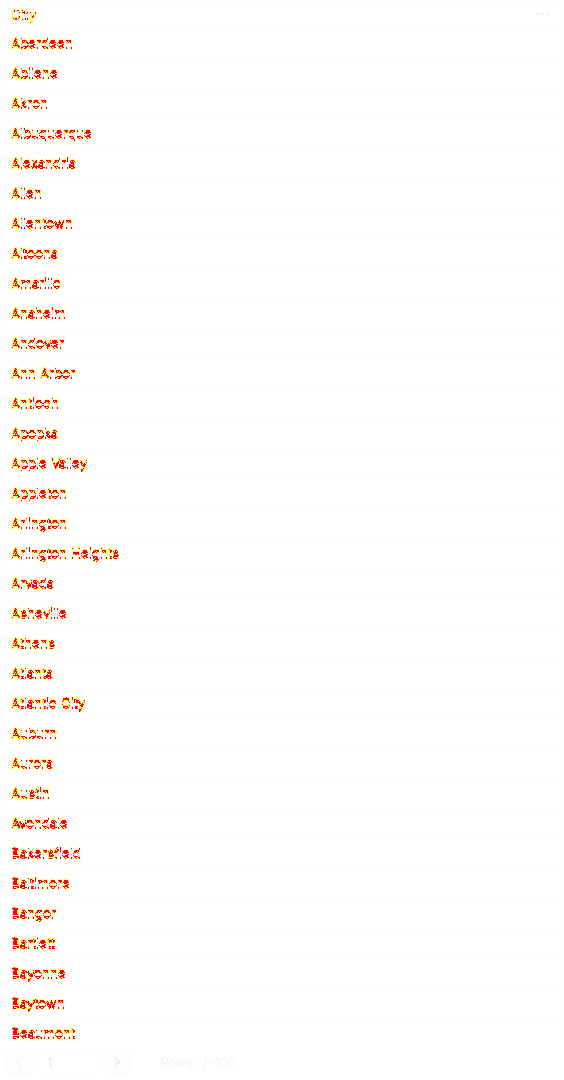 City
Aberdeen
Abilene
Akron
Albuquerque
Alexandria
Allen
Allentown
Altoona
Amarillo
Anaheim
Andover
Ann Arbor
Antioch
Apopka
Apple Valley
Appleton
Arlington
Arlington Heights
Arvada
Asheville
Athens
Atlanta
Atlantic City
Auburn
Aurora
Austin
Avondale
Bakersfield
Baltimore
Bangor
Bartlett
Bayonne
Baytown
Beaumont
1 Rows: 1-100